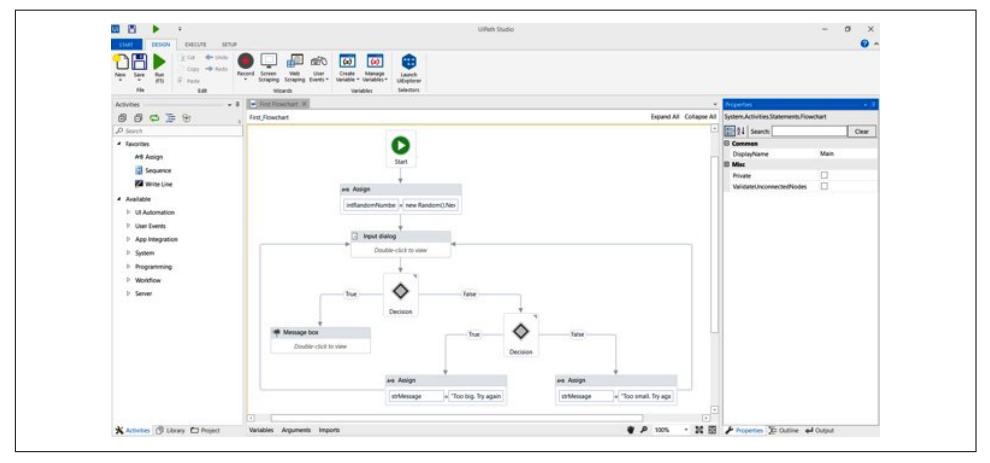 UiPath Studio
START DESIGN EXECUTE SETUP
New Save Run (F5)
Cut Copy Paste Undo Redo
Record Screen Scraping Web Scraping User Events
Create Variable Manage Variables Launch UiExplorer
File Edit Wizards Variables Selectors
Activities
Search
Favorites
A+B Assign
Sequence
Write Line
Available
UI Automation
User Events
App Integration
System
Programming
Workflow
Server
Activities Library Project
First Flowchart
First_Flowchart Expand All Collapse All
Start
A+B Assign
intRandomNumbe = new Random().Nex
Input dialog
Double-click to view
True False
Decision
Message box
Double-click to view
True False
Decision
A+B Assign
strMessage = "Too big. Try again
A+B Assign
strMessage = "Too small. Try aga
Variables Arguments Imports 100%
Properties
System.Activities.Statements.Flowchart
Search: Clear
Common
DisplayName Main
Misc
Private
ValidateUnconnectedNodes
Properties Outline Output